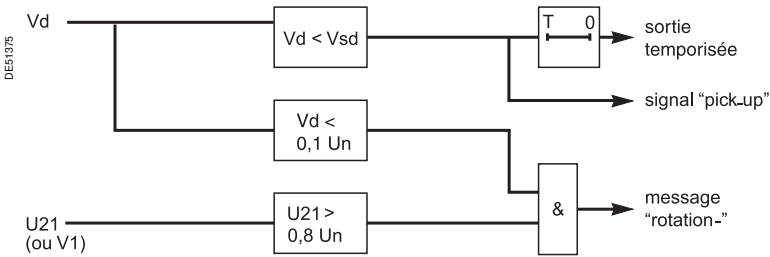 Vd
Vd < Vsd
T 0
sortie
temporisée
DE51375
signal “pick-up”
Vd <
0,1 Un
U21
(ou V1)
U21 >
0,8 Un
&
message
“rotation-”